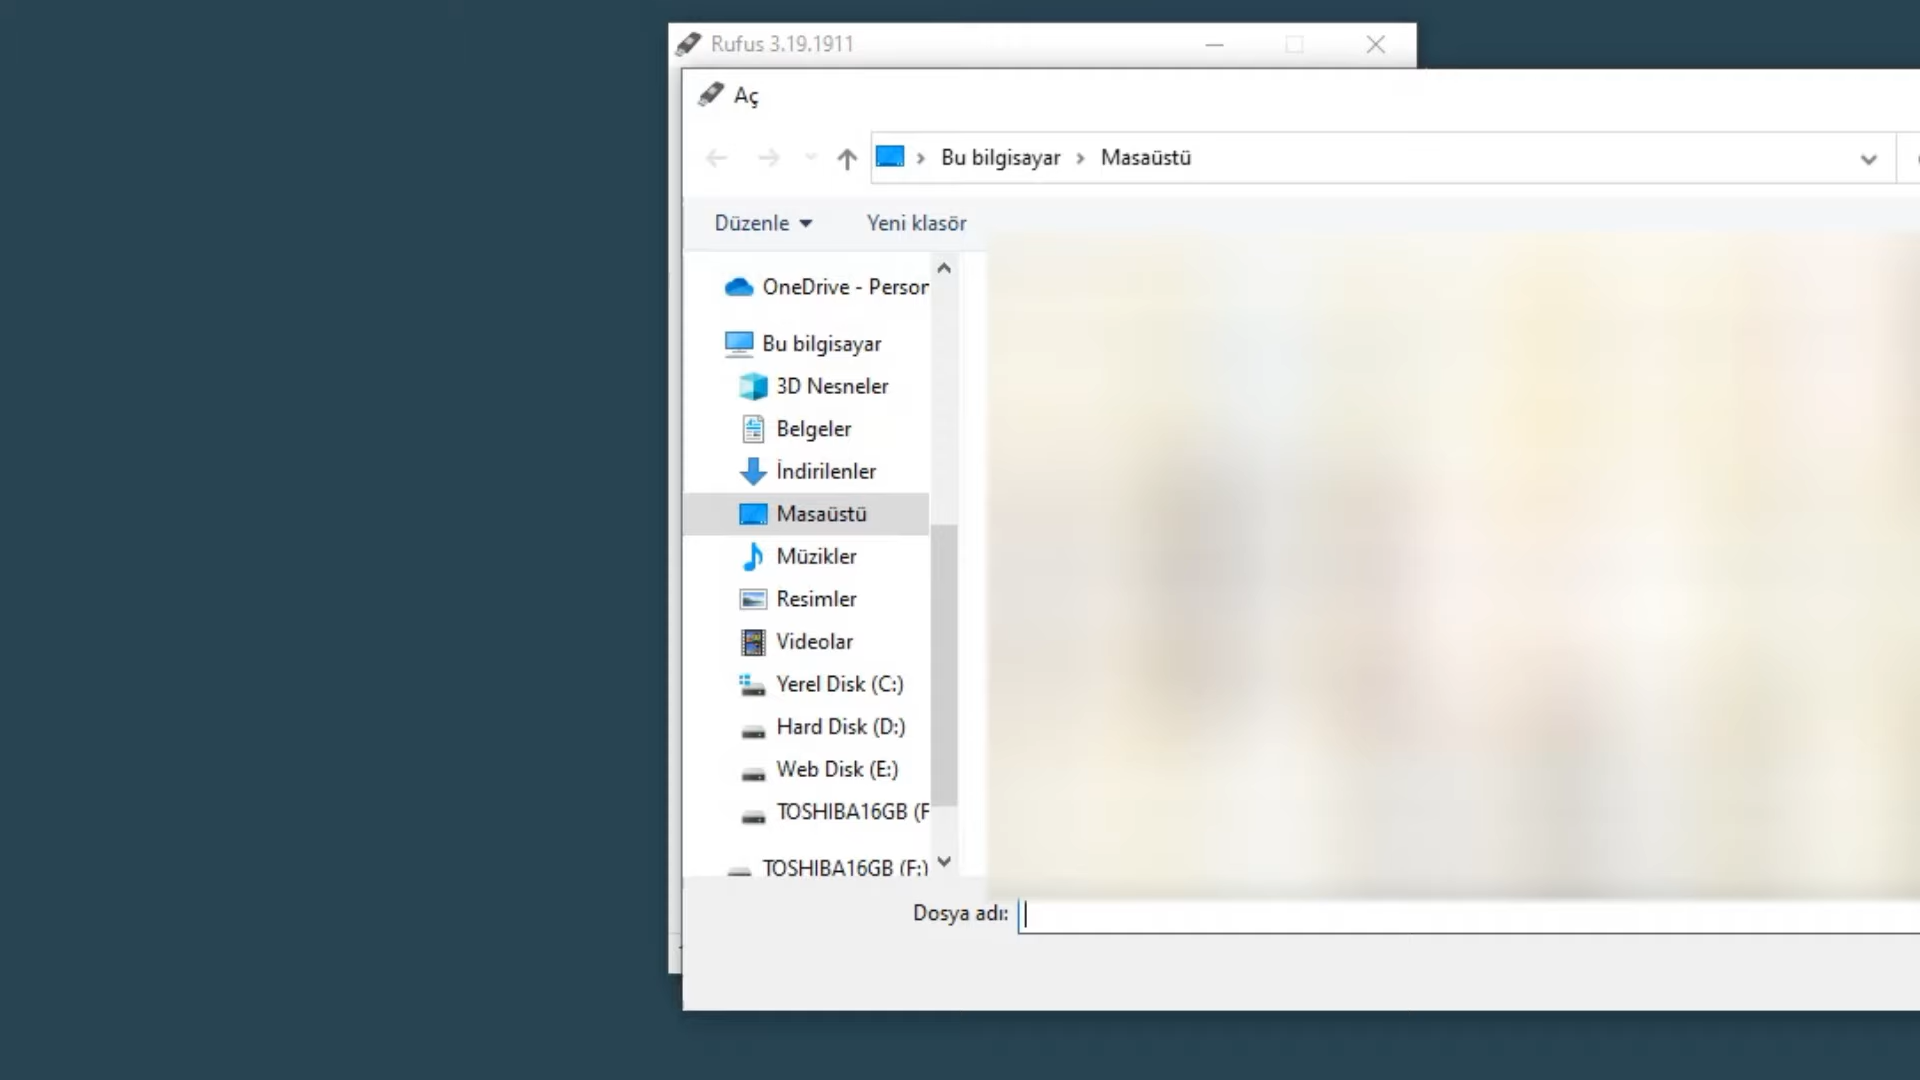 Rufus 3.19.1911
Aç
Bu bilgisayar > Masaüstü
Düzenle Yeni klasör
OneDrive - Person
Bu bilgisayar
3D Nesneler
Belgeler
İndirilenler
Masaüstü
Müzikler
Resimler
Videolar
Yerel Disk (C:)
Hard Disk (D:)
Web Disk (E:)
TOSHIBA16GB (F
TOSHIBA16GB (F:)
Dosya adı: